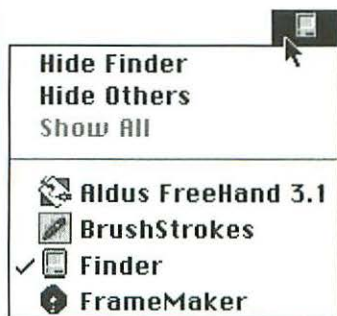 Hide Finder
Hide Others
Show All
Aldus FreeHand 3.1
BrushStrokes
Finder
FrameMaker